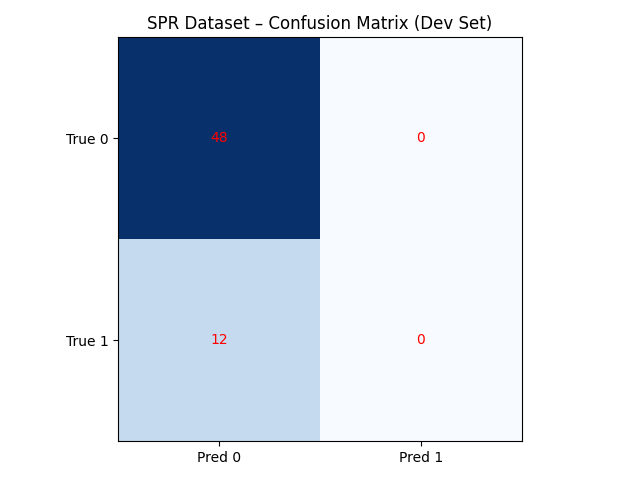 SPR Dataset – Confusion Matrix (Dev Set)
True 0
48
0
True 1
12
0
Pred 0
Pred 1